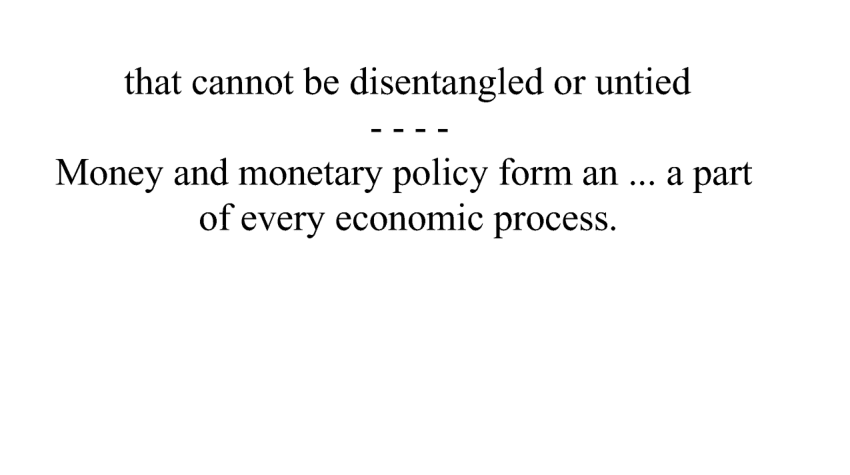 that cannot be disentangled or untied
- - - -
Money and monetary policy form an ... a part
of every economic process.